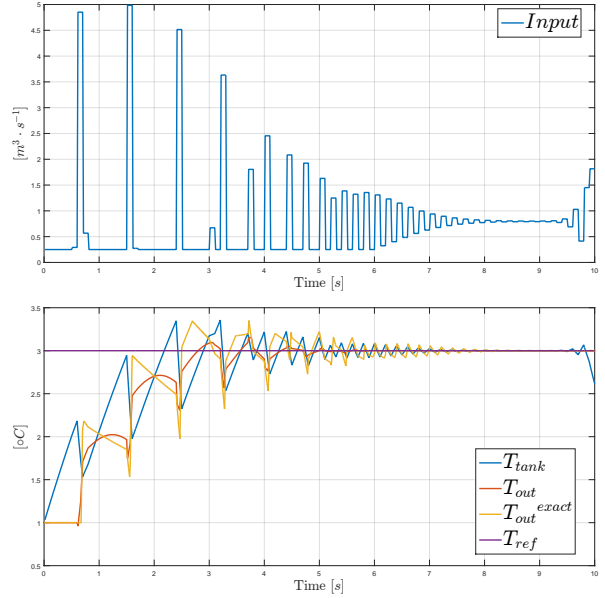 Input
5
4.5
4
3.5
3
2.5
2
1.5
1
0.5
0
[m³ · s⁻¹]
0 1 2 3 4 5 6 7 8 9 10
Time [s]
3.5
3
2.5
2
1.5
1
0.5
[∘C]
T_tank
T_out
T_out^exact
T_ref
0 1 2 3 4 5 6 7 8 9 10
Time [s]